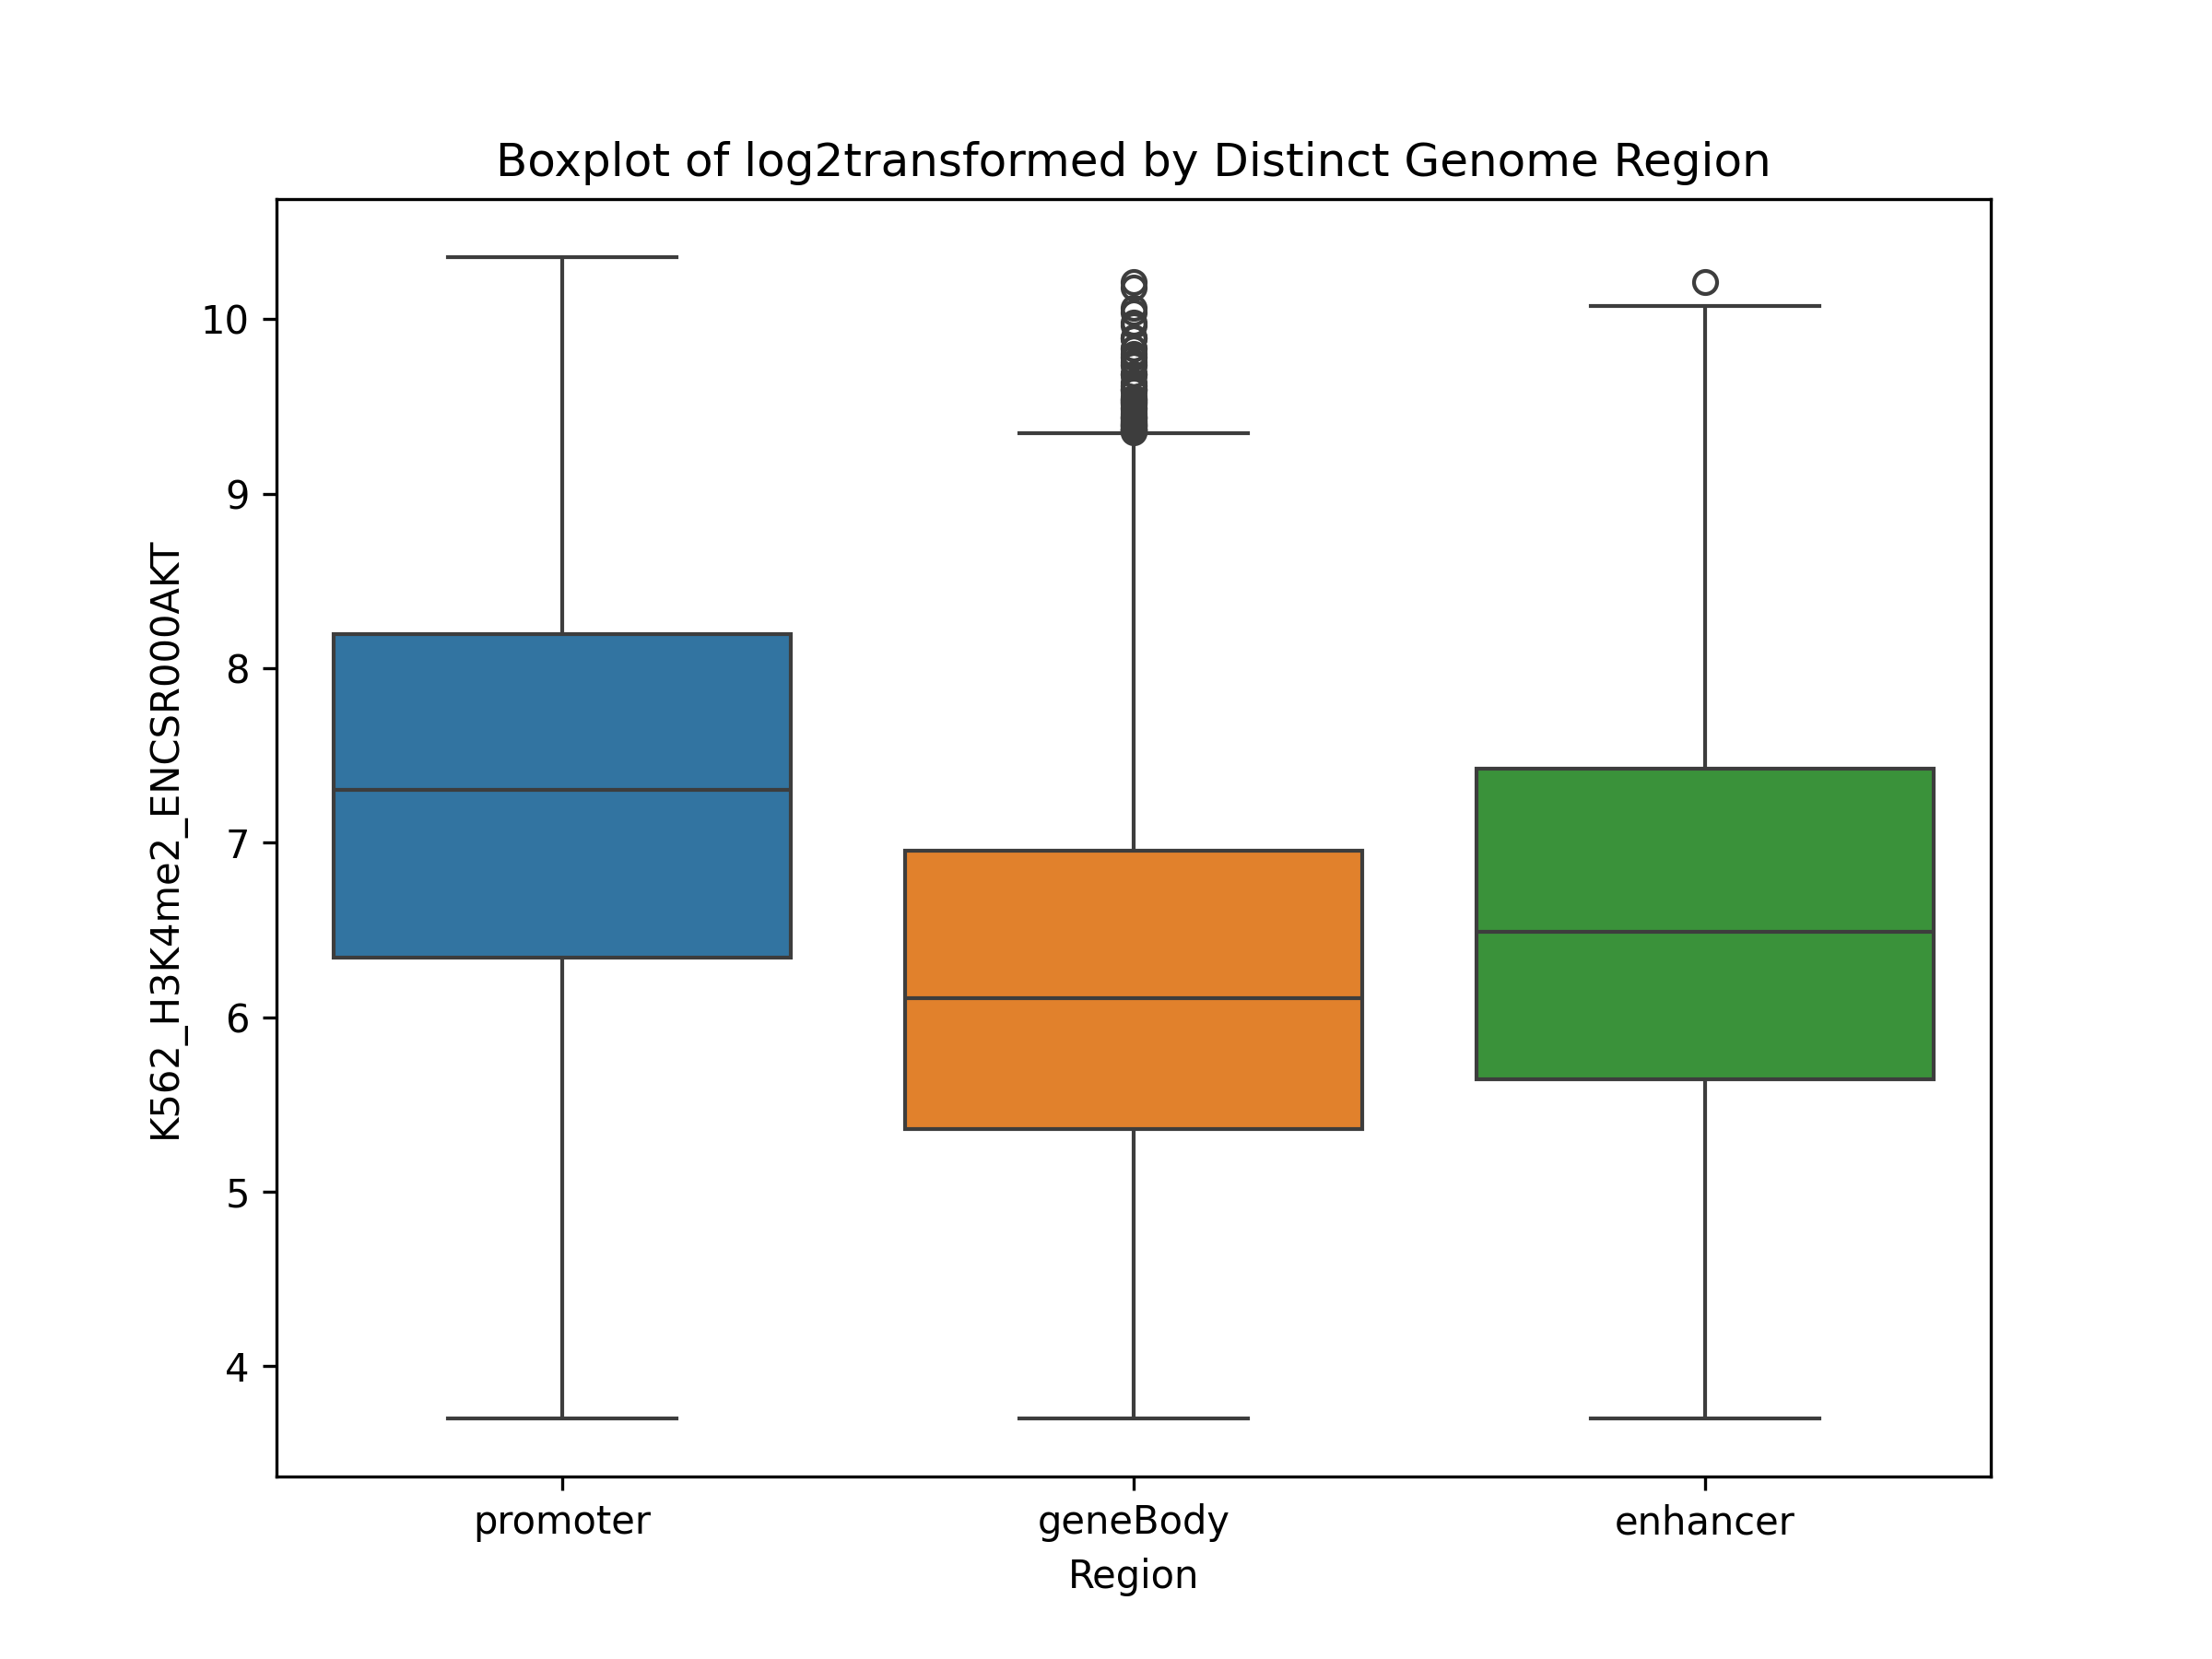 Boxplot of log2transformed by Distinct Genome Region
K562_H3K4me2_ENCSR000AKT
10
9
8
7
6
5
4
promoter geneBody enhancer
Region